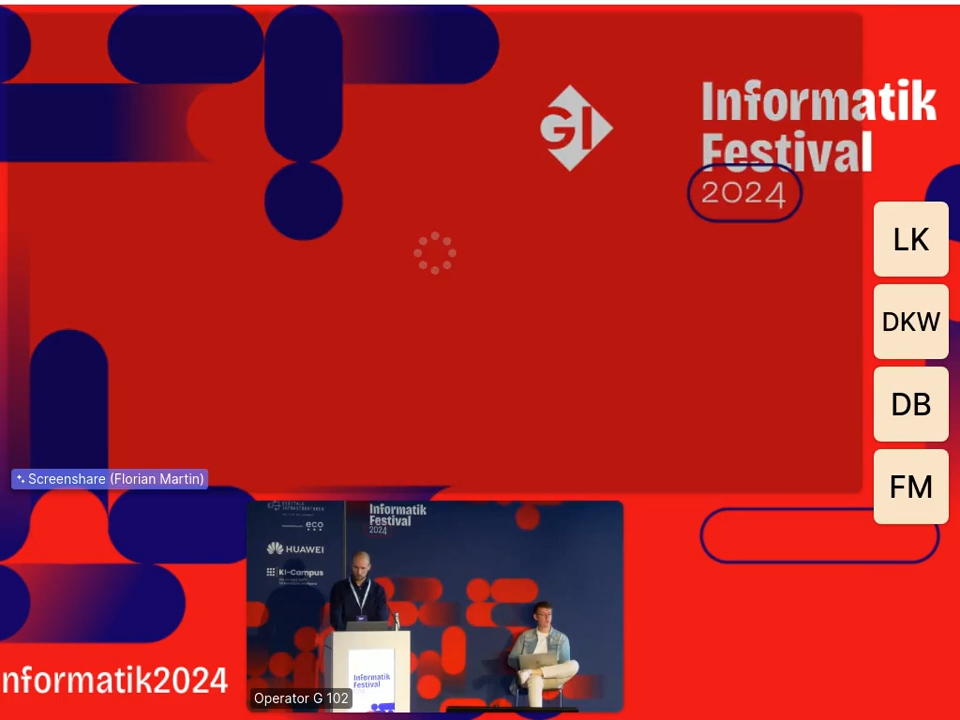 GI
Informatik
Festival
2024
LK
DKW
DB
FM
Screenshare (Florian Martin)
eco
HUAWEI
KI-Campus
Informatik
Festival
2024
Informatik
Festival
Operator G 102
nformatik2024